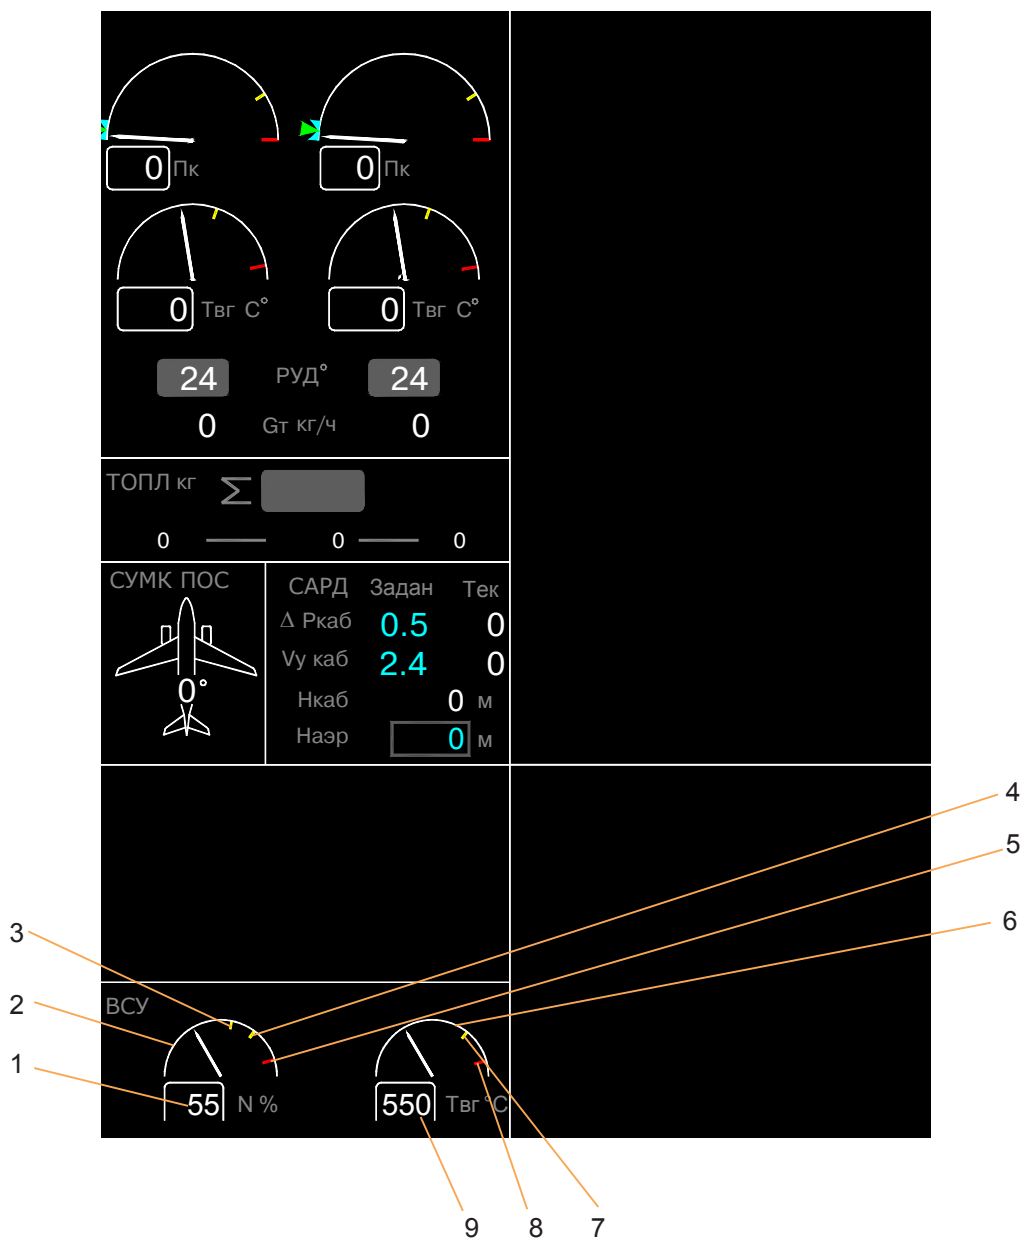 0 Пк 0 Пк
0 Твг С° 0 Твг С°
24 РУД° 24
0 Gт кг/ч 0
ТОПЛ кг Σ
0 0 0
СУМК ПОС
0°
САРД Задан Тек
Δ Ркаб 0.5 0
Vy каб 2.4 0
Нкаб 0 м
Наэр 0 м
4
5
6
3
2
1
ВСУ
55 N % 550 Твг °С
9 8 7